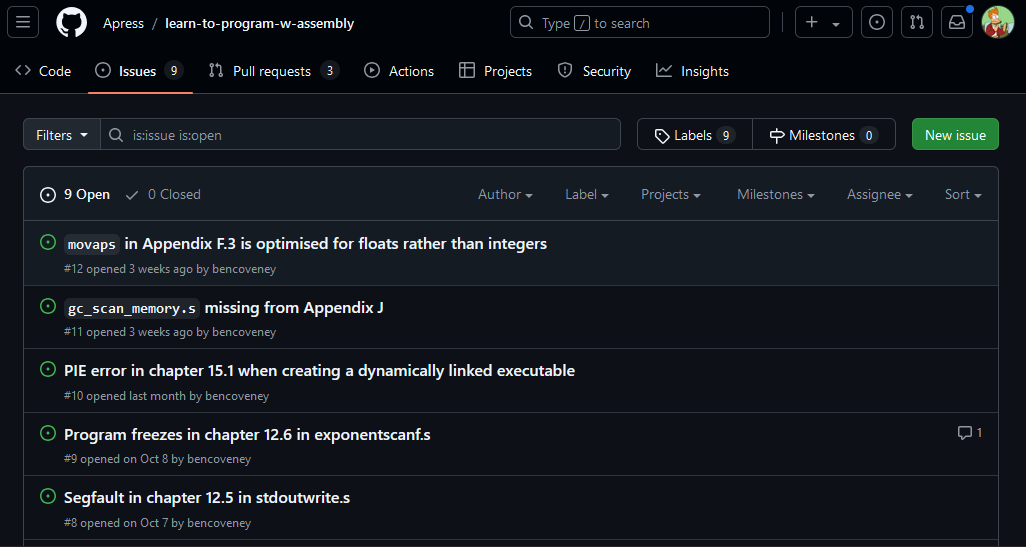 Apress / learn-to-program-w-assembly
Type / to search
Code
Issues 9
Pull requests 3
Actions
Projects
Security
Insights
Filters
is:issue is:open
Labels 9
Milestones 0
New issue
9 Open
0 Closed
Author
Label
Projects
Milestones
Assignee
Sort
movaps in Appendix F.3 is optimised for floats rather than integers
#12 opened 3 weeks ago by bencoveney
gc_scan_memory.s missing from Appendix J
#11 opened 3 weeks ago by bencoveney
PIE error in chapter 15.1 when creating a dynamically linked executable
#10 opened last month by bencoveney
Program freezes in chapter 12.6 in exponentscanf.s
1
#9 opened on Oct 8 by bencoveney
Segfault in chapter 12.5 in stdoutwrite.s
#8 opened on Oct 7 by bencoveney